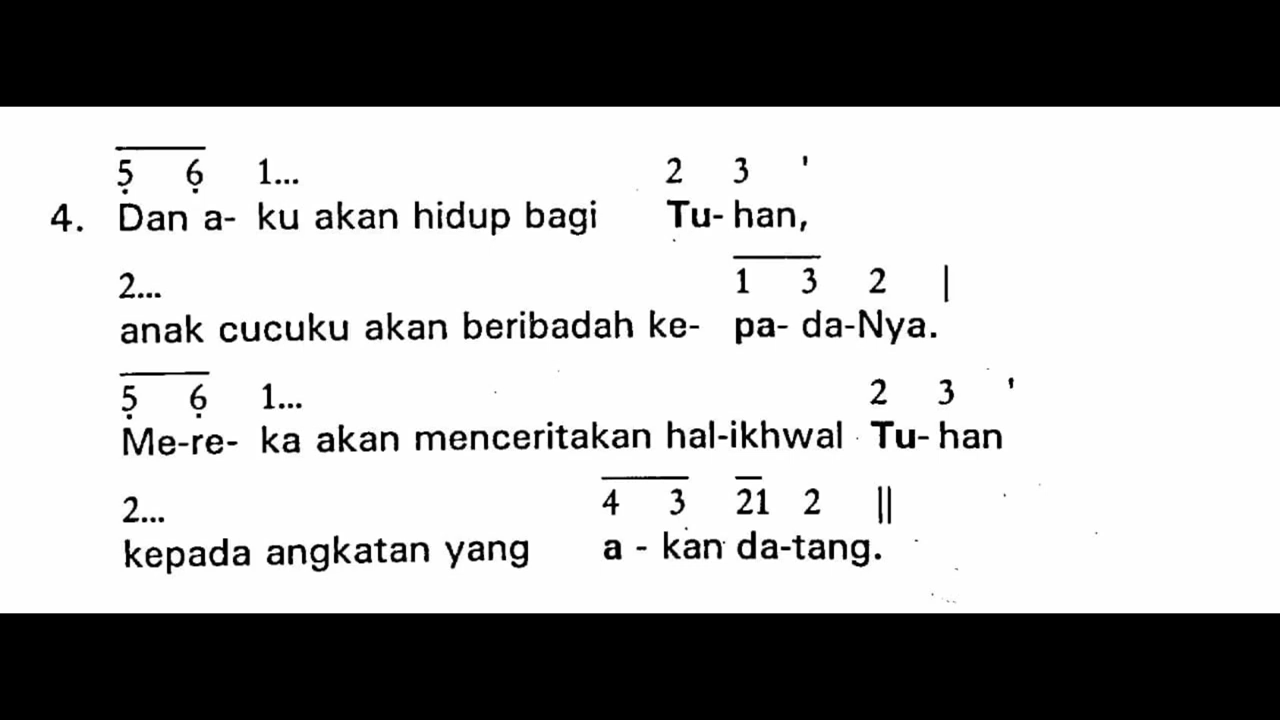 5̣ 6̣ 1... 2 3 '
4. Dan a- ku akan hidup bagi Tu- han,
2... 1 3 2 |
anak cucuku akan beribadah ke- pa- da-Nya.
5̣ 6̣ 1... 2 3 '
Me-re- ka akan menceritakan hal-ikhwal Tu- han
2... 4 3 21 2 ||
kepada angkatan yang a - kan da-tang.